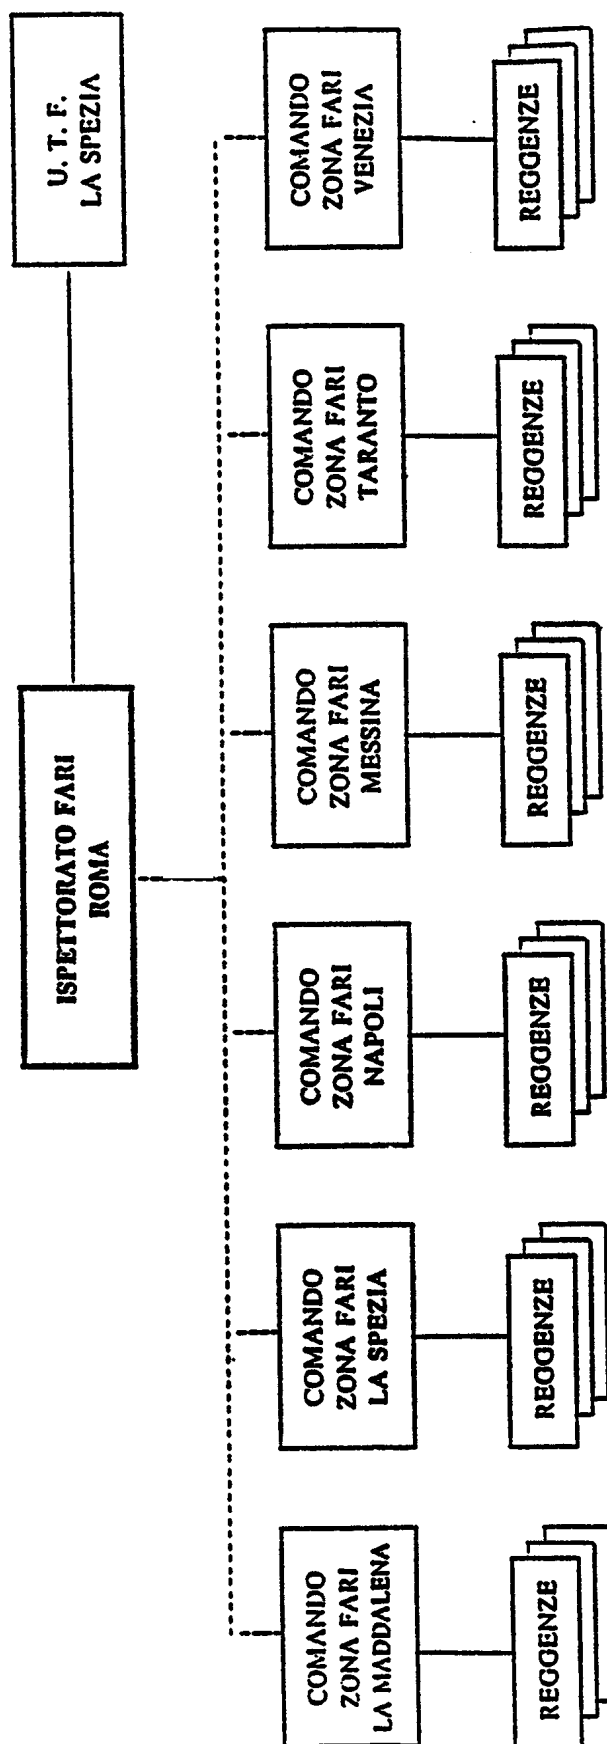 ISPETTORATO FARI
ROMA
U. T. F.
LA SPEZIA
COMANDO
ZONA FARI
LA MADDALENA
COMANDO
ZONA FARI
LA SPEZIA
COMANDO
ZONA FARI
NAPOLI
COMANDO
ZONA FARI
MESSINA
COMANDO
ZONA FARI
TARANTO
COMANDO
ZONA FARI
VENEZIA
REGGENZE
REGGENZE
REGGENZE
REGGENZE
REGGENZE
REGGENZE